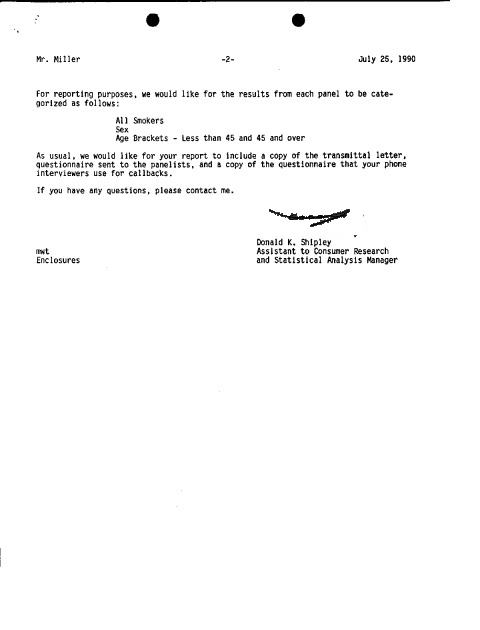 Mr. Miller -2- July 25, 1990
For reporting purposes, we would like for the results from each panel to be cate-
gorized as follows:
All Smokers
Sex
Age Brackets - Less than 45 and 45 and over
As usual, we would like for your report to include a copy of the transmittal letter,
questionnaire sent to the panelists, and a copy of the questionnaire that your phone
interviewers use for callbacks.
If you have any questions, please contact me.
Donald K. Shipley
mwt Assistant to Consumer Research
Enclosures and Statistical Analysis Manager